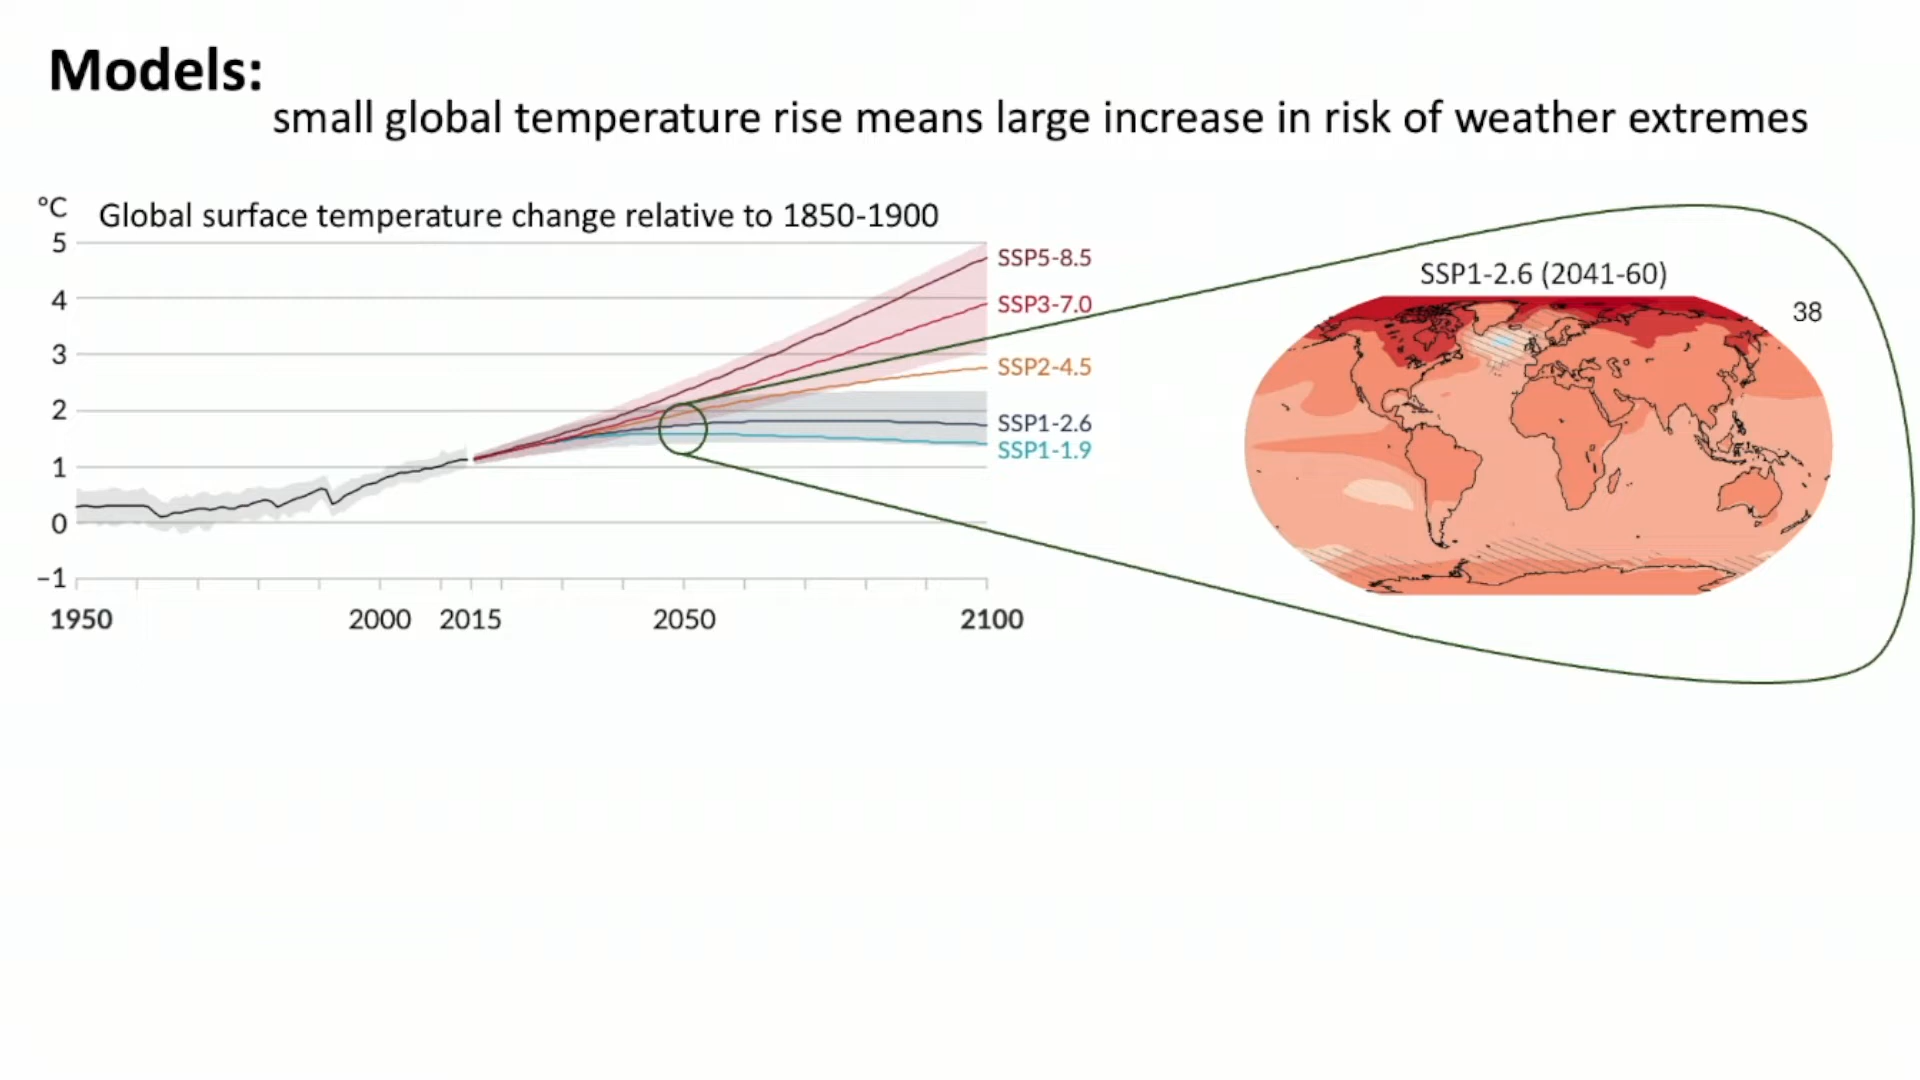 Models:
small global temperature rise means large increase in risk of weather extremes
°C
Global surface temperature change relative to 1850-1900
5
4
3
2
1
0
−1
1950
2000
2015
2050
2100
SSP5-8.5
SSP3-7.0
SSP2-4.5
SSP1-2.6
SSP1-1.9
SSP1-2.6 (2041-60)
38